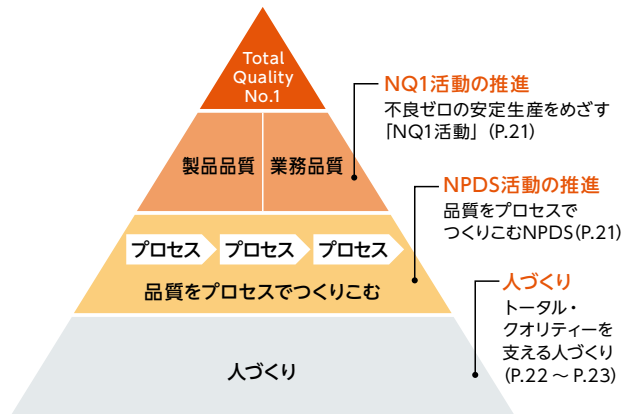 Total
Quality
No.1
製品品質
業務品質
プロセス
プロセス
プロセス
品質をプロセスでつくりこむ
人づくり
NQ1活動の推進
不良ゼロの安定生産をめざす
「NQ1活動」(P.21)
NPDS活動の推進
品質をプロセスで
つくりこむNPDS(P.21)
人づくり
トータル・
クオリティーを
支える人づくり
(P.22 ~ P.23)